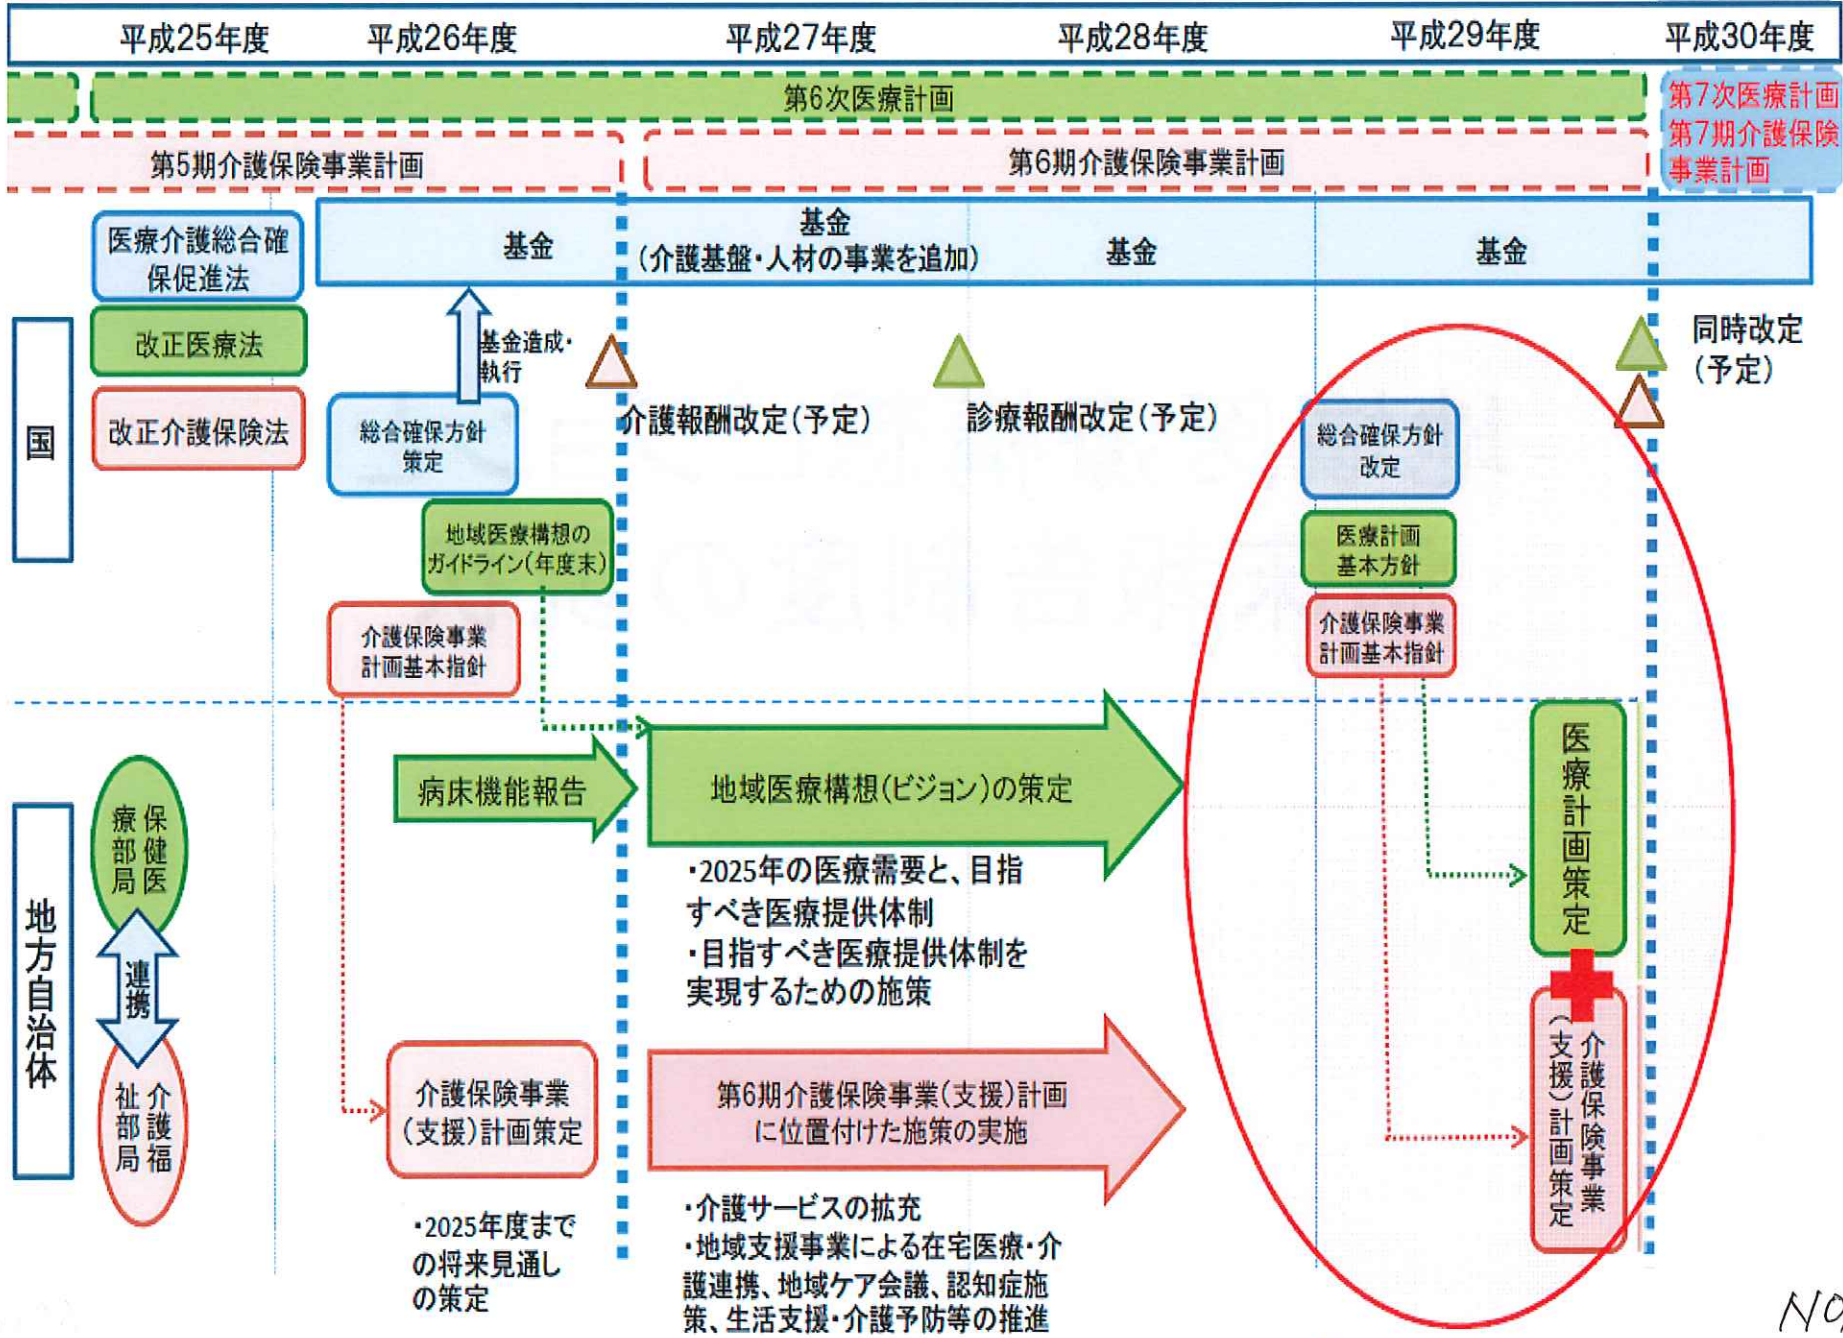 平成25年度
平成26年度
平成27年度
平成28年度
平成29年度
平成30年度
第6次医療計画
第7次医療計画
第7期介護保険
事業計画
第5期介護保険事業計画
第6期介護保険事業計画
医療介護総合確
保促進法
改正医療法
改正介護保険法
基金
基金
(介護基盤・人材の事業を追加)
基金
基金
国
基金造成・
執行
総合確保方針
策定
介護報酬改定(予定)
診療報酬改定(予定)
同時改定
(予定)
総合確保方針
改定
地域医療構想の
ガイドライン(年度末)
医療計画
基本方針
介護保険事業
計画基本指針
介護保険事業
計画基本指針
地方自治体
保健医
療部局
連携
介護福
祉部局
病床機能報告
地域医療構想(ビジョン)の策定
・2025年の医療需要と、目指
すべき医療提供体制
・目指すべき医療提供体制を
実現するための施策
医療計画策定
介護保険事業
(支援)計画策定
第6期介護保険事業(支援)計画
に位置付けた施策の実施
介護保険事業
(支援)計画策定
・2025年度まで
の将来見通し
の策定
・介護サービスの拡充
・地域支援事業による在宅医療・介
護連携、地域ケア会議、認知症施
策、生活支援・介護予防等の推進